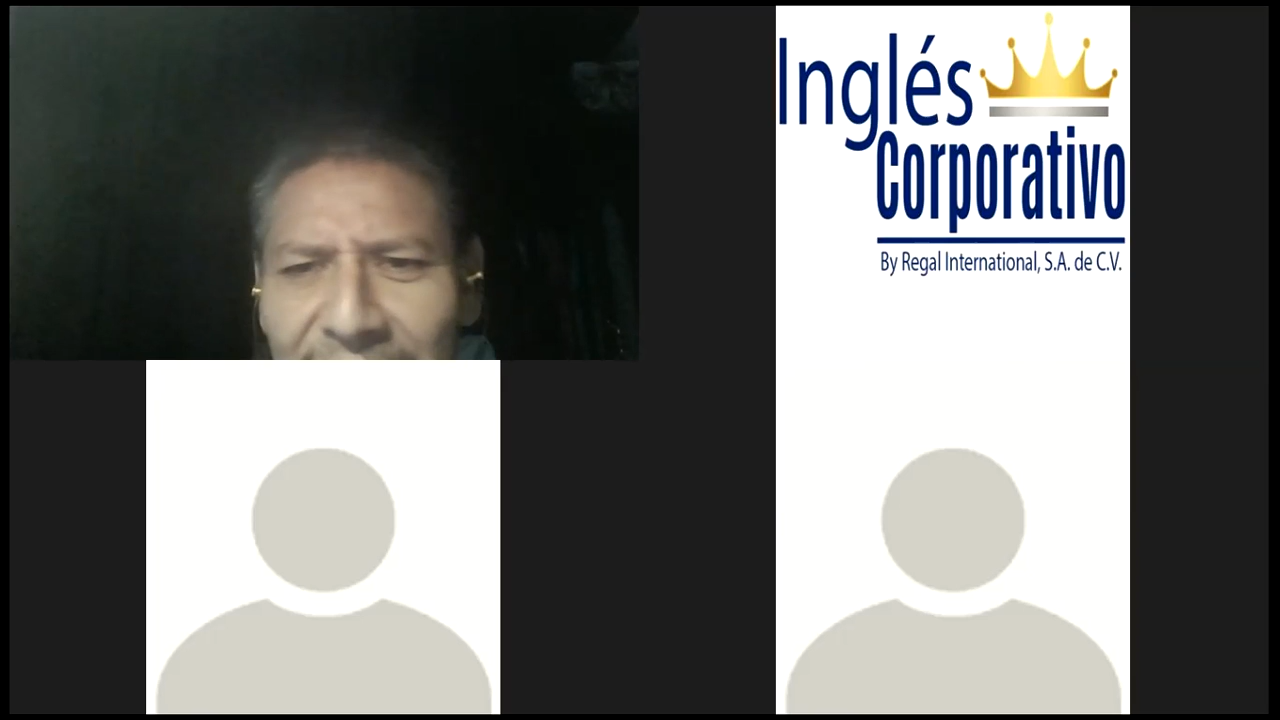 Inglés
Corporativo
By Regal International, S.A. de C.V.